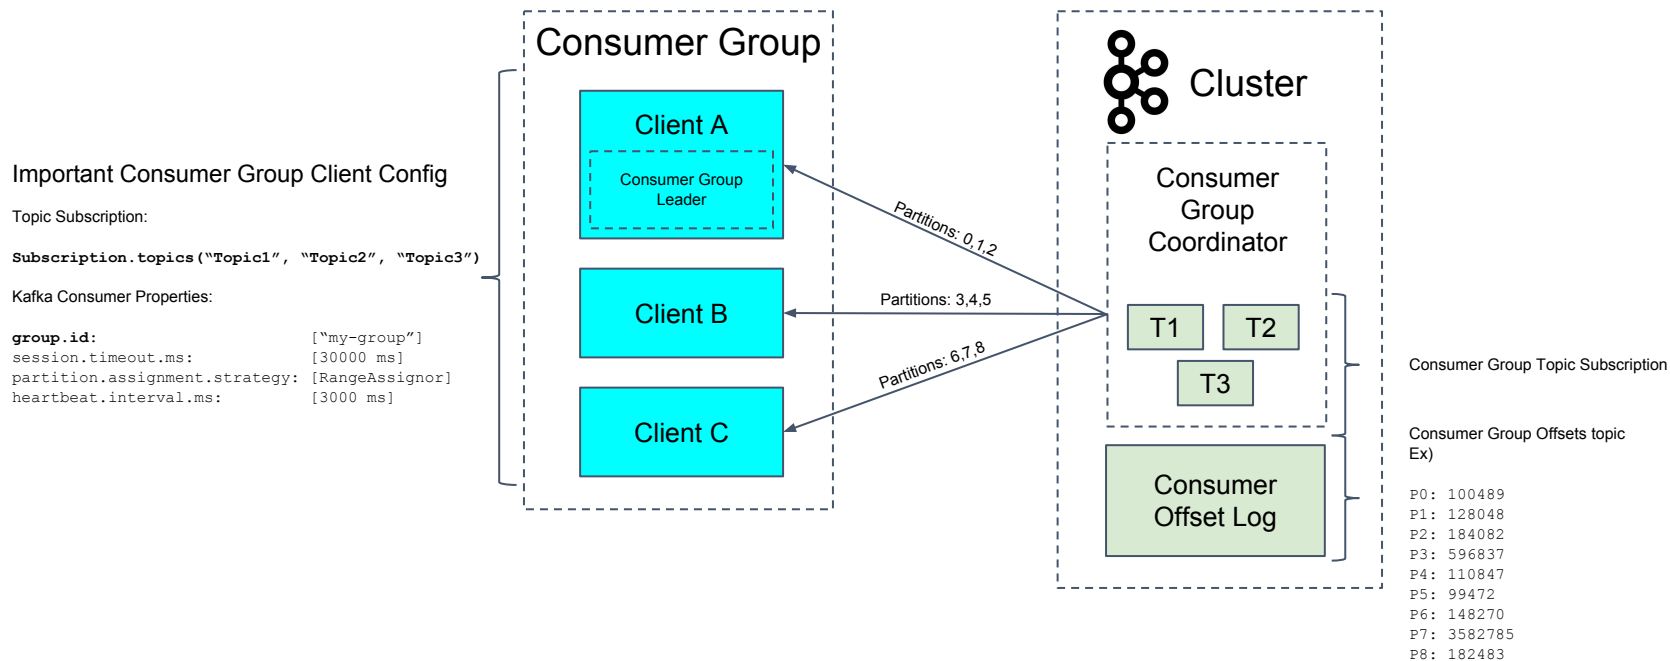 Important Consumer Group Client Config
Topic Subscription:
Subscription.topics(“Topic1”, “Topic2”, “Topic3”)
Kafka Consumer Properties:
group.id: [“my-group”]
session.timeout.ms: [30000 ms]
partition.assignment.strategy: [RangeAssignor]
heartbeat.interval.ms: [3000 ms]
Consumer Group
Client A
Consumer Group
Leader
Client B
Client C
Partitions: 0,1,2
Partitions: 3,4,5
Partitions: 6,7,8
Cluster
Consumer
Group
Coordinator
T1
T2
T3
Consumer
Offset Log
Consumer Group Topic Subscription
Consumer Group Offsets topic
Ex)
P0: 100489
P1: 128048
P2: 184082
P3: 596837
P4: 110847
P5: 99472
P6: 148270
P7: 3582785
P8: 182483